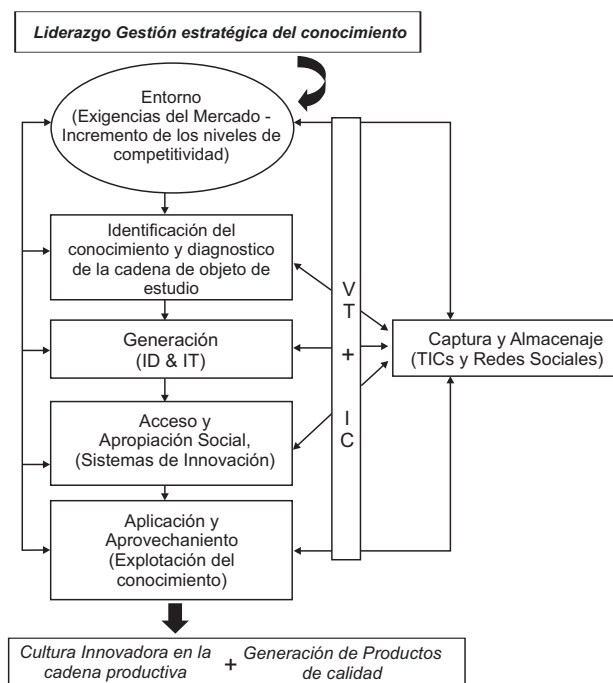 Liderazgo Gestión estratégica del conocimiento
Entorno
(Exigencias del Mercado -
Incremento de los niveles de
competitividad)
Identificación del
conocimiento y diagnostico
de la cadena de objeto de
estudio
Generación
(ID & IT)
Acceso y
Apropiación Social,
(Sistemas de Innovación)
Aplicación y
Aprovechaniento
(Explotación del
conocimiento)
V
T
+
I
C
Captura y Almacenaje
(TICs y Redes Sociales)
Cultura Innovadora en la
cadena productiva
+
Generación de Productos
de calidad